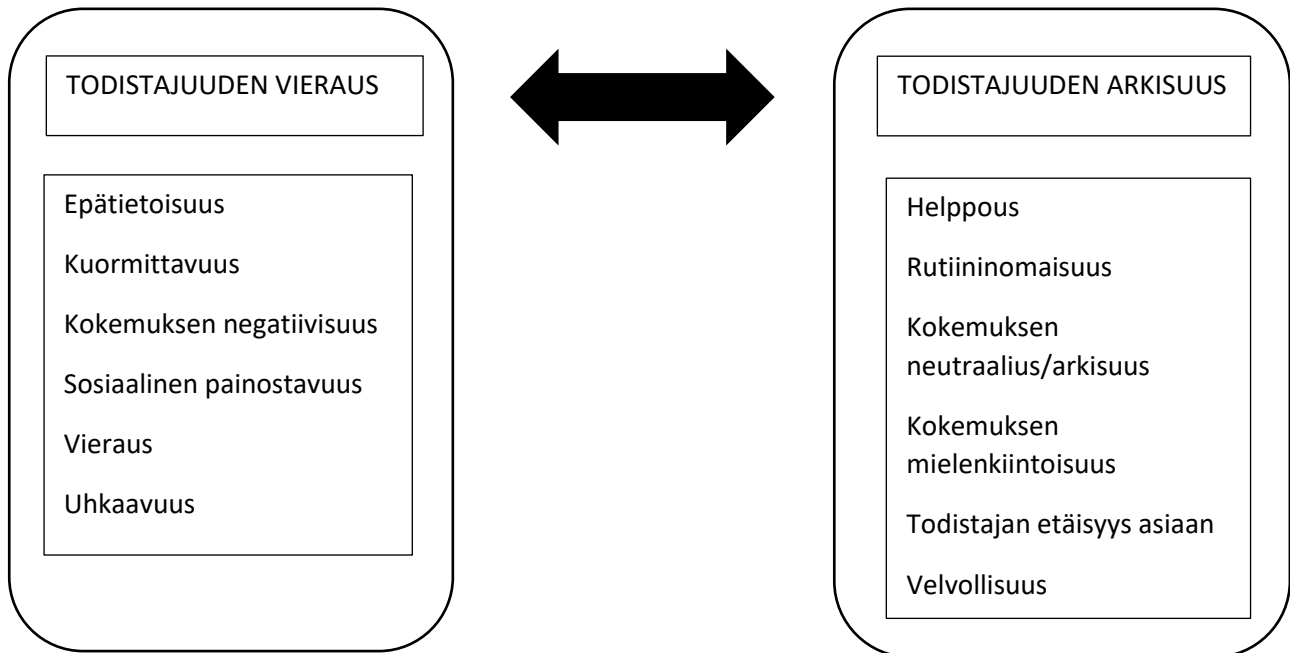 TODISTAJUUDEN VIERAUS
Epätietoisuus
Kuormittavuus
Kokemuksen negatiivisuus
Sosiaalinen painostavuus
Vieraus
Uhkaavuus
TODISTAJUUDEN ARKISUUS
Helppous
Rutiininomaisuus
Kokemuksen
neutraalius/arkisuus
Kokemuksen
mielenkiintoisuus
Todistajan etäisyys asiaan
Velvollisuus